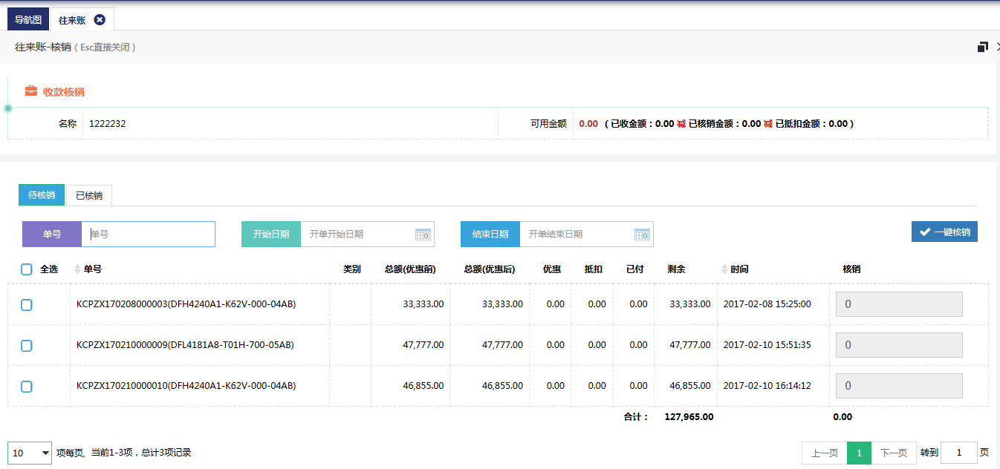 导航图 往来账
往来账-核销 ( Esc直接关闭 )
收款核销
名称 1222232 可用金额 0.00 ( 已收金额：0.00 减 已核销金额：0.00 减 已抵扣金额：0.00 )
待核销 已核销
单号 单号 开始日期 开单开始日期 结束日期 开单结束日期 一键核销
全选 单号 类别 总额(优惠前) 总额(优惠后) 优惠 抵扣 已付 剩余 时间 核销
KCPZX170208000003(DFH4240A1-K62V-000-04AB) 33,333.00 33,333.00 0.00 0.00 0.00 33,333.00 2017-02-08 15:25:00 0
KCPZX170210000009(DFL4181A8-T01H-700-05AB) 47,777.00 47,777.00 0.00 0.00 0.00 47,777.00 2017-02-10 15:51:35 0
KCPZX170210000010(DFH4240A1-K62V-000-04AB) 46,855.00 46,855.00 0.00 0.00 0.00 46,855.00 2017-02-10 16:14:12 0
合计： 127,965.00 0.00
10 项每页, 当前1-3项，总计3项记录 上一页 1 下一页 转到 1 页